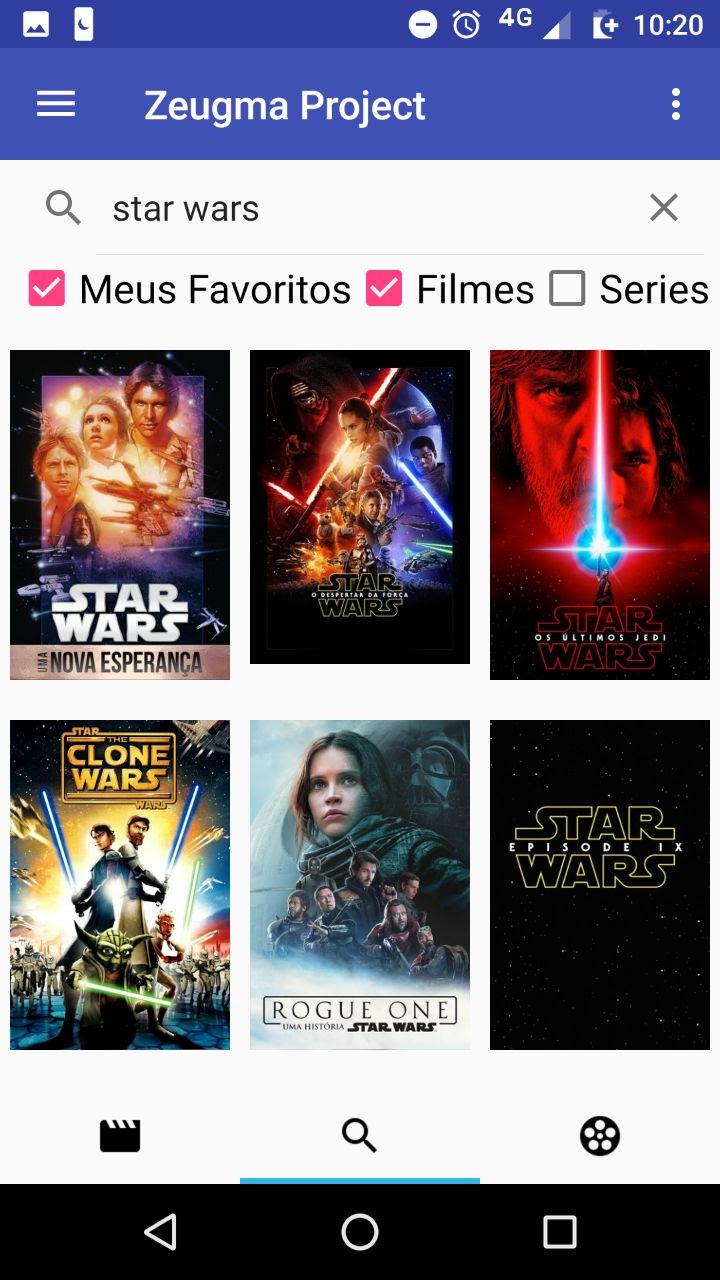 4G 10:20
Zeugma Project
star wars
Meus Favoritos Filmes Series
STAR
WARS
UMA NOVA ESPERANÇA
STAR
O DESPERTAR DA FORÇA
WARS
STAR
OS ÚLTIMOS JEDI
WARS
STAR
THE
CLONE
WARS
WARS
ROGUE ONE
UMA HISTÓRIA STAR WARS
STAR
EPISODE IX
WARS